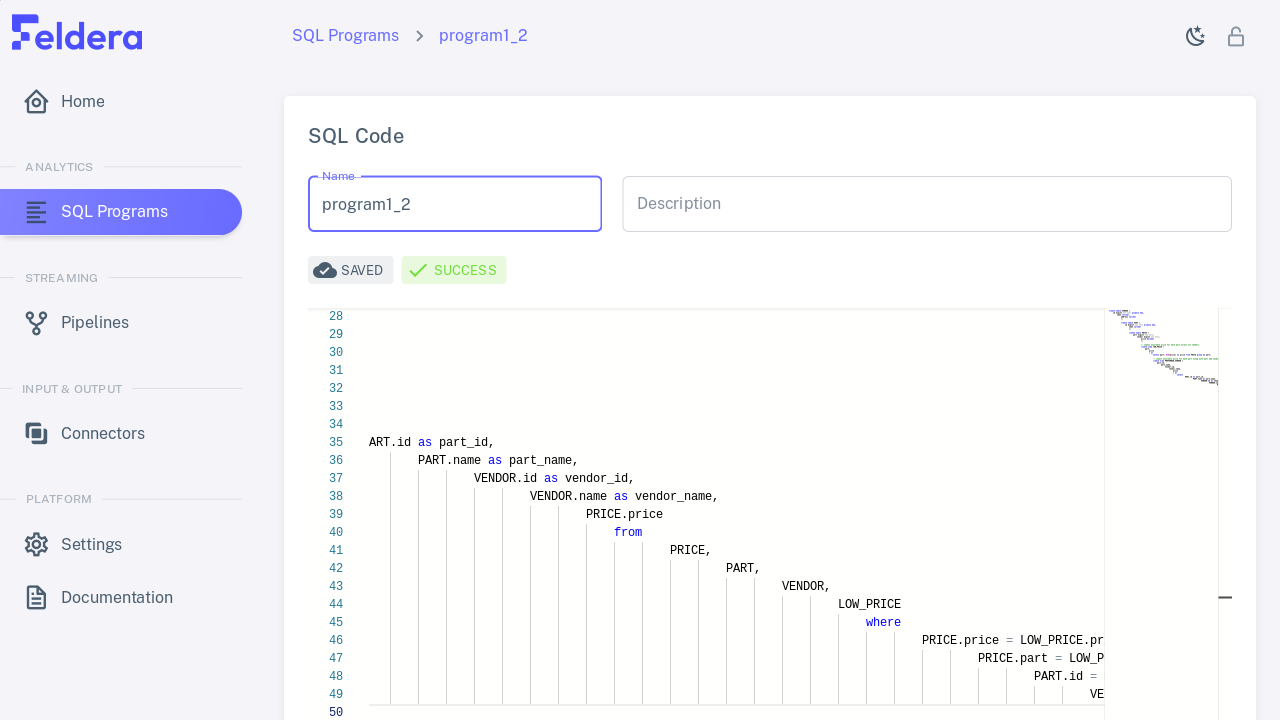 Feldera
SQL Programs > program1_2
Home
ANALYTICS
SQL Programs
STREAMING
Pipelines
INPUT & OUTPUT
Connectors
PLATFORM
Settings
Documentation
SQL Code
Name
program1_2
Description
SAVED
SUCCESS
28
29
30
31
32
33
34
35 ART.id as part_id,
36 PART.name as part_name,
37 VENDOR.id as vendor_id,
38 VENDOR.name as vendor_name,
39 PRICE.price
40 from
41 PRICE,
42 PART,
43 VENDOR,
44 LOW_PRICE
45 where
46 PRICE.price = LOW_PRICE.pr
47 PRICE.part = LOW_P
48 PART.id =
49 VE
50